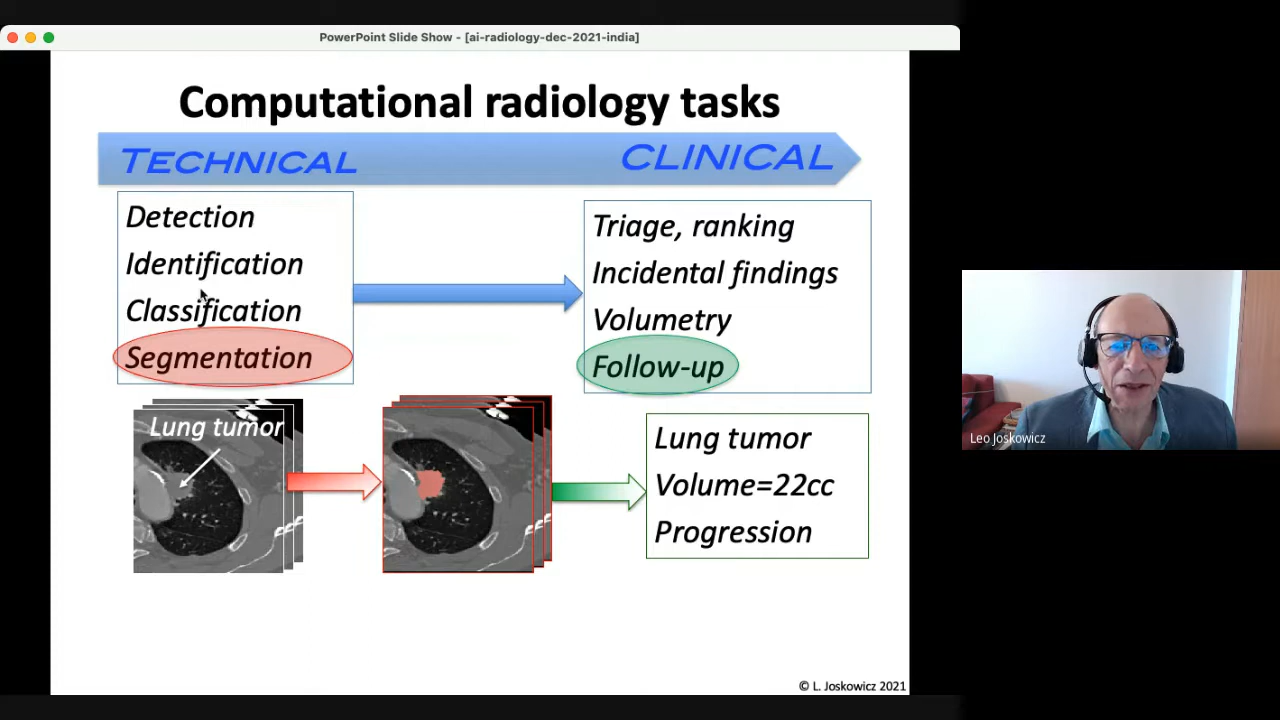 PowerPoint Slide Show - [ai-radiology-dec-2021-india]
Computational radiology tasks
TECHNICAL
CLINICAL
Detection
Identification
Classification
Segmentation
Triage, ranking
Incidental findings
Volumetry
Follow-up
Lung tumor
Lung tumor
Volume=22cc
Progression
Leo Joskowicz
© L. Joskowicz 2021